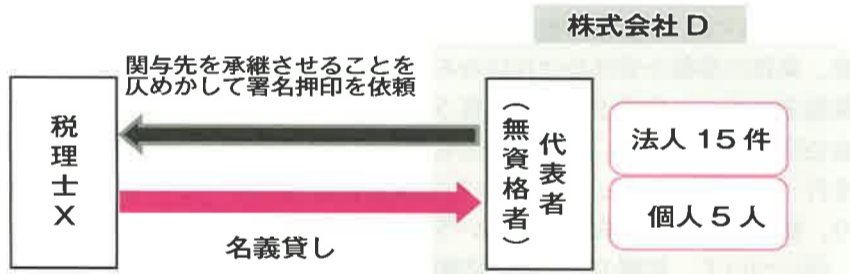 株式会社D
関与先を承継させることを
仄めかして署名押印を依頼
税理士X
代表者
（無資格者）
法人 15 件
個人 5 人
名義貸し